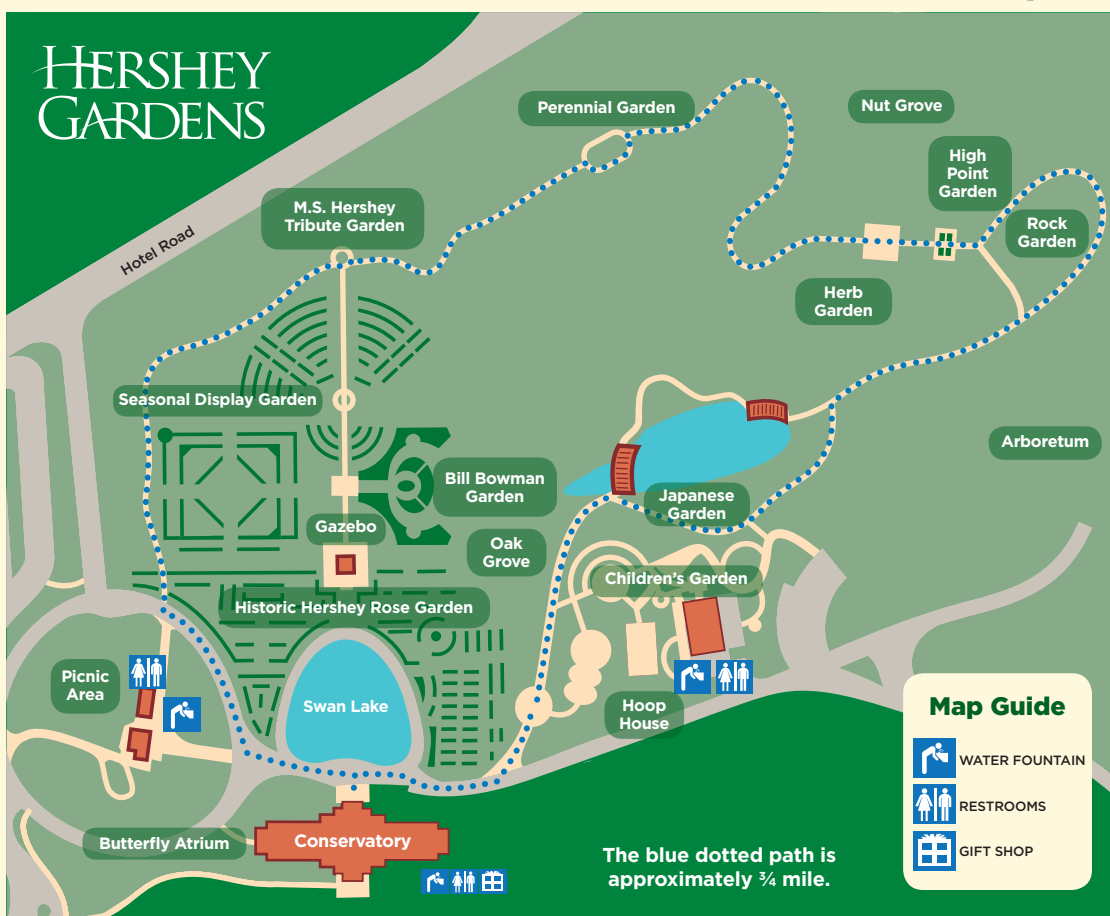 HERSHEY
GARDENS
Perennial Garden
Nut Grove
High
Point
Garden
M.S. Hershey
Tribute Garden
Rock
Garden
Hotel Road
Herb
Garden
Seasonal Display Garden
Arboretum
Bill Bowman
Garden
Japanese
Garden
Gazebo
Oak
Grove
Children's Garden
Historic Hershey Rose Garden
Picnic
Area
Swan Lake
Hoop
House
Map Guide
WATER FOUNTAIN
RESTROOMS
GIFT SHOP
Butterfly Atrium
Conservatory
The blue dotted path is
approximately ¾ mile.